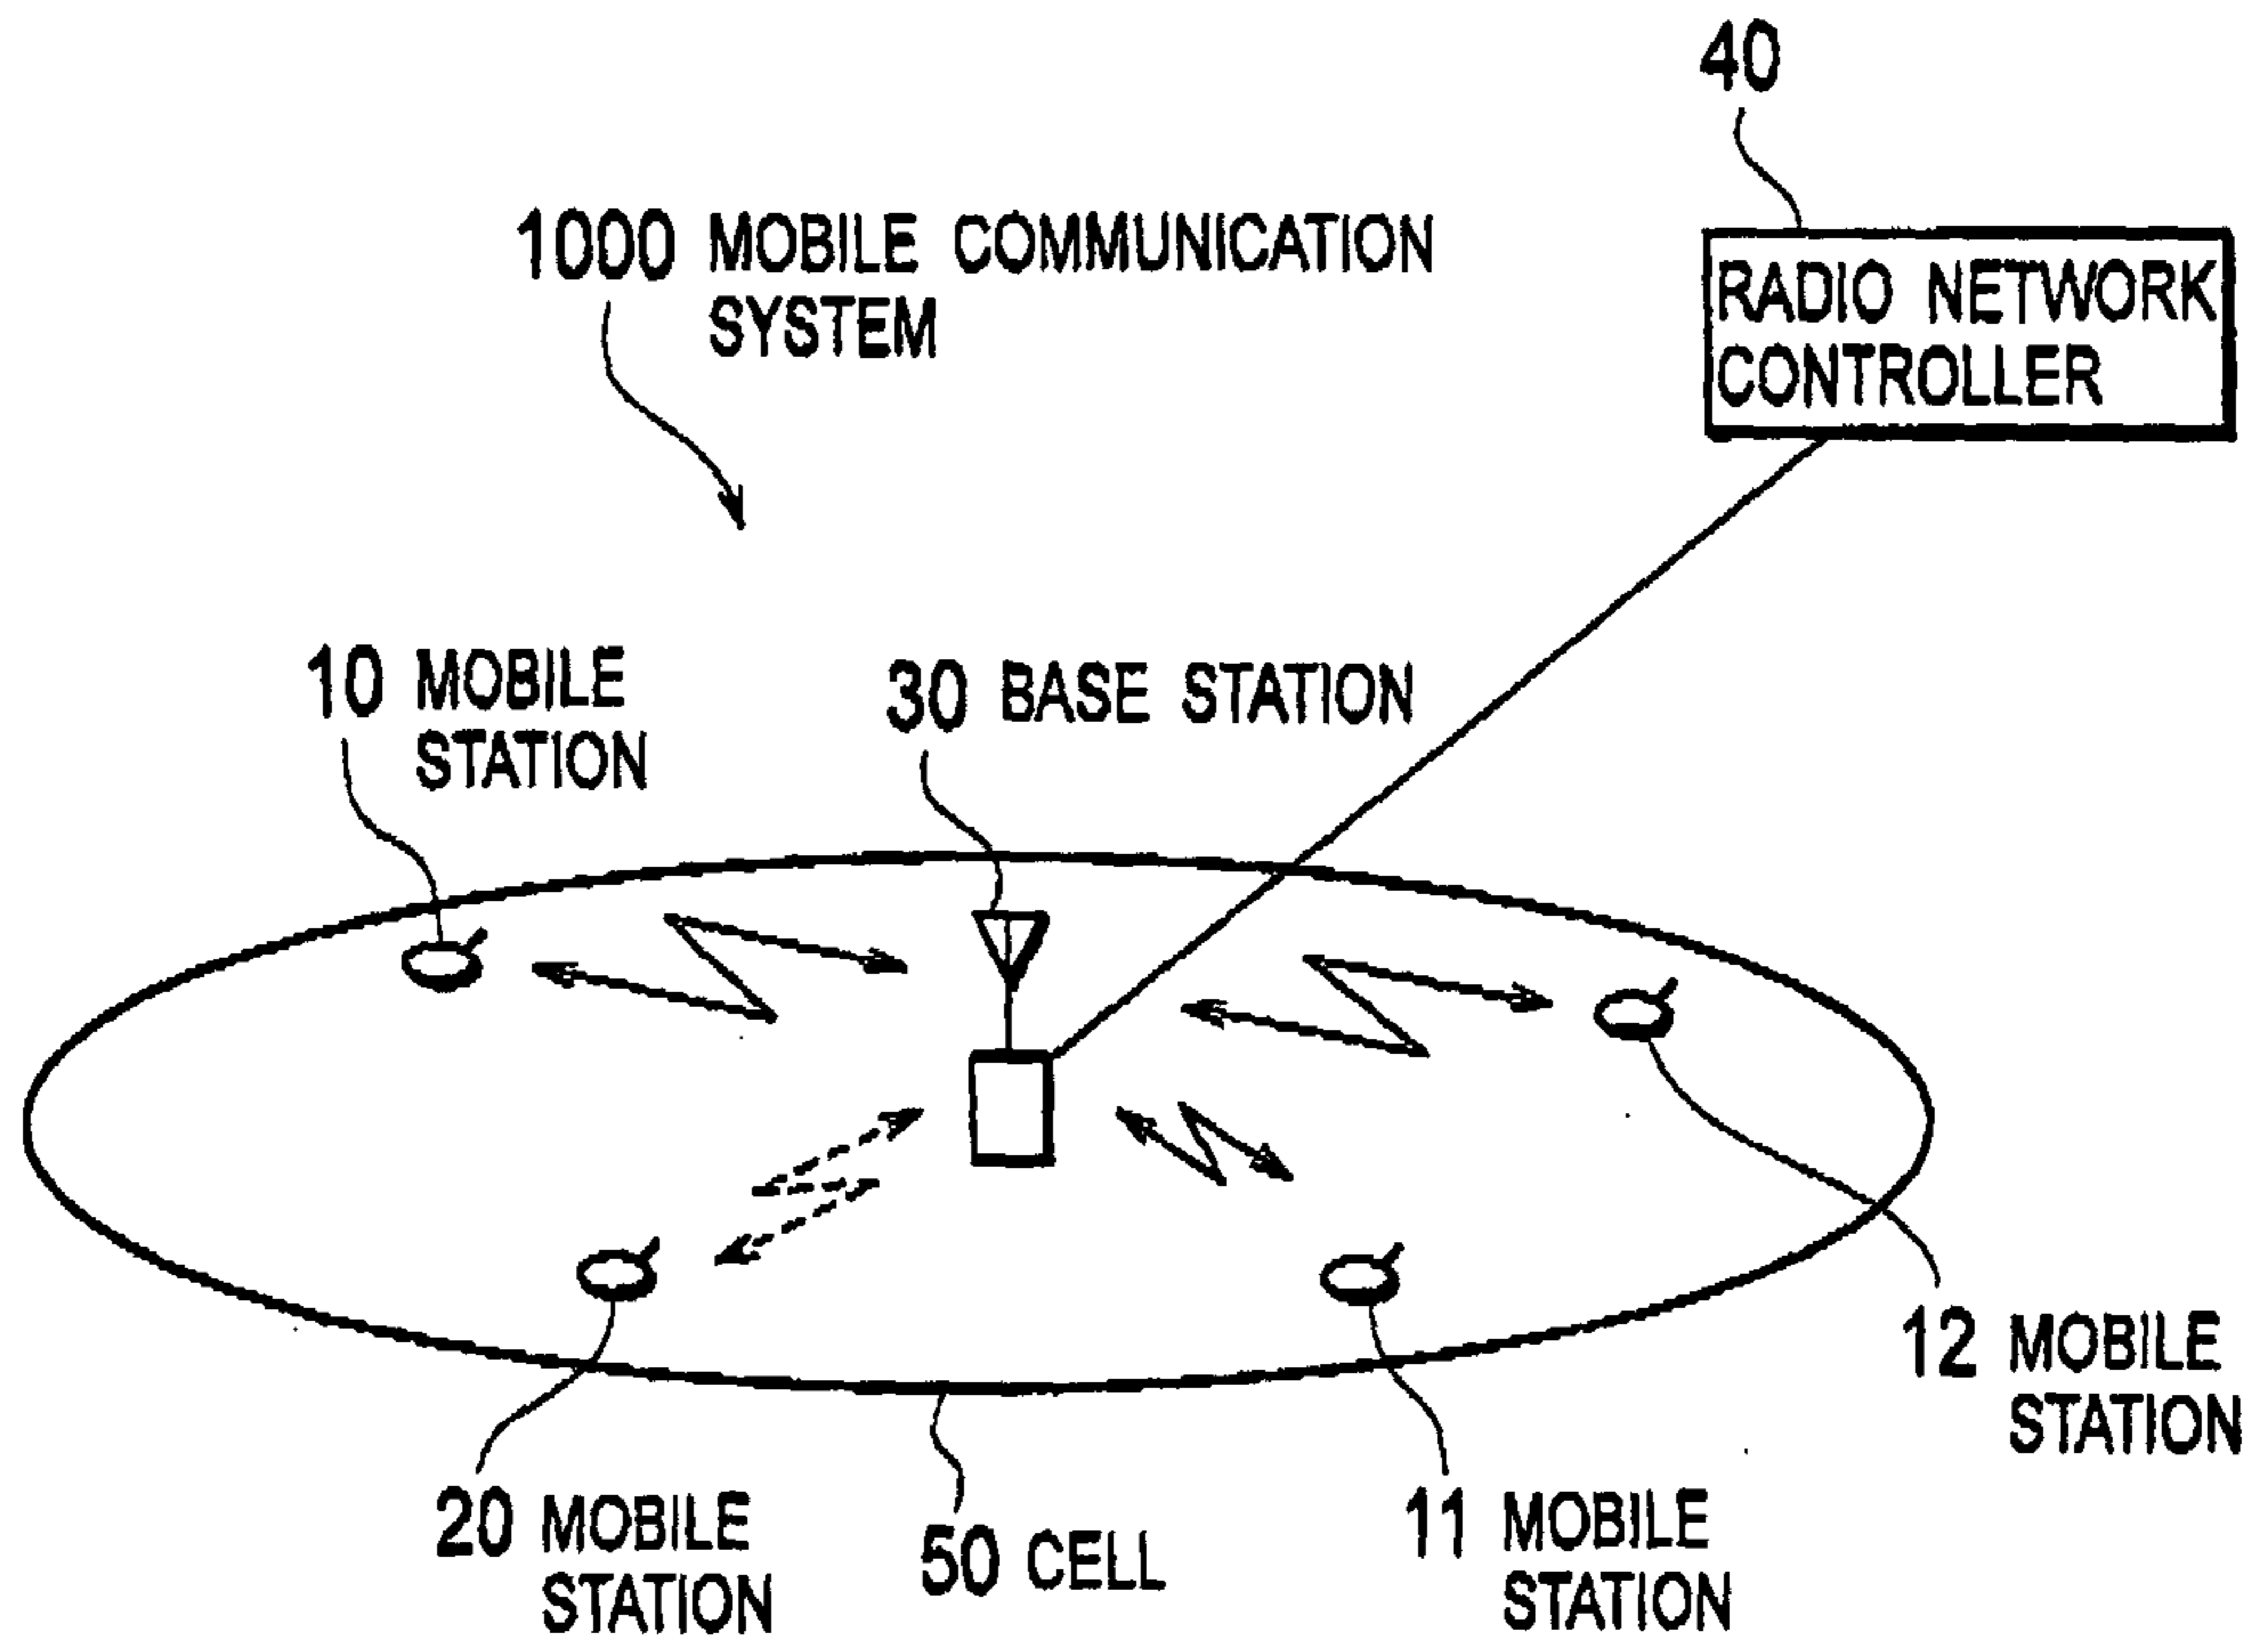 40
1000 MOBILE COMMUNICATION
SYSTEM
RADIO NETWORK
CONTROLLER
10 MOBILE
STATION
30 BASE STATION
12 MOBILE
STATION
20 MOBILE
STATION
50 CELL
11 MOBILE
STATION